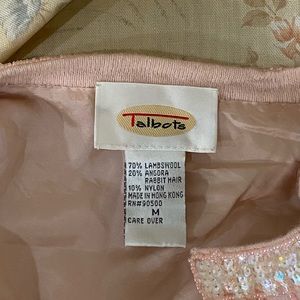 Talbots
70% LAMBSWOOL
20% ANGORA
RABBIT HAIR
10% NYLON
MADE IN HONG KONG
RN#90500
M
CARE OVER